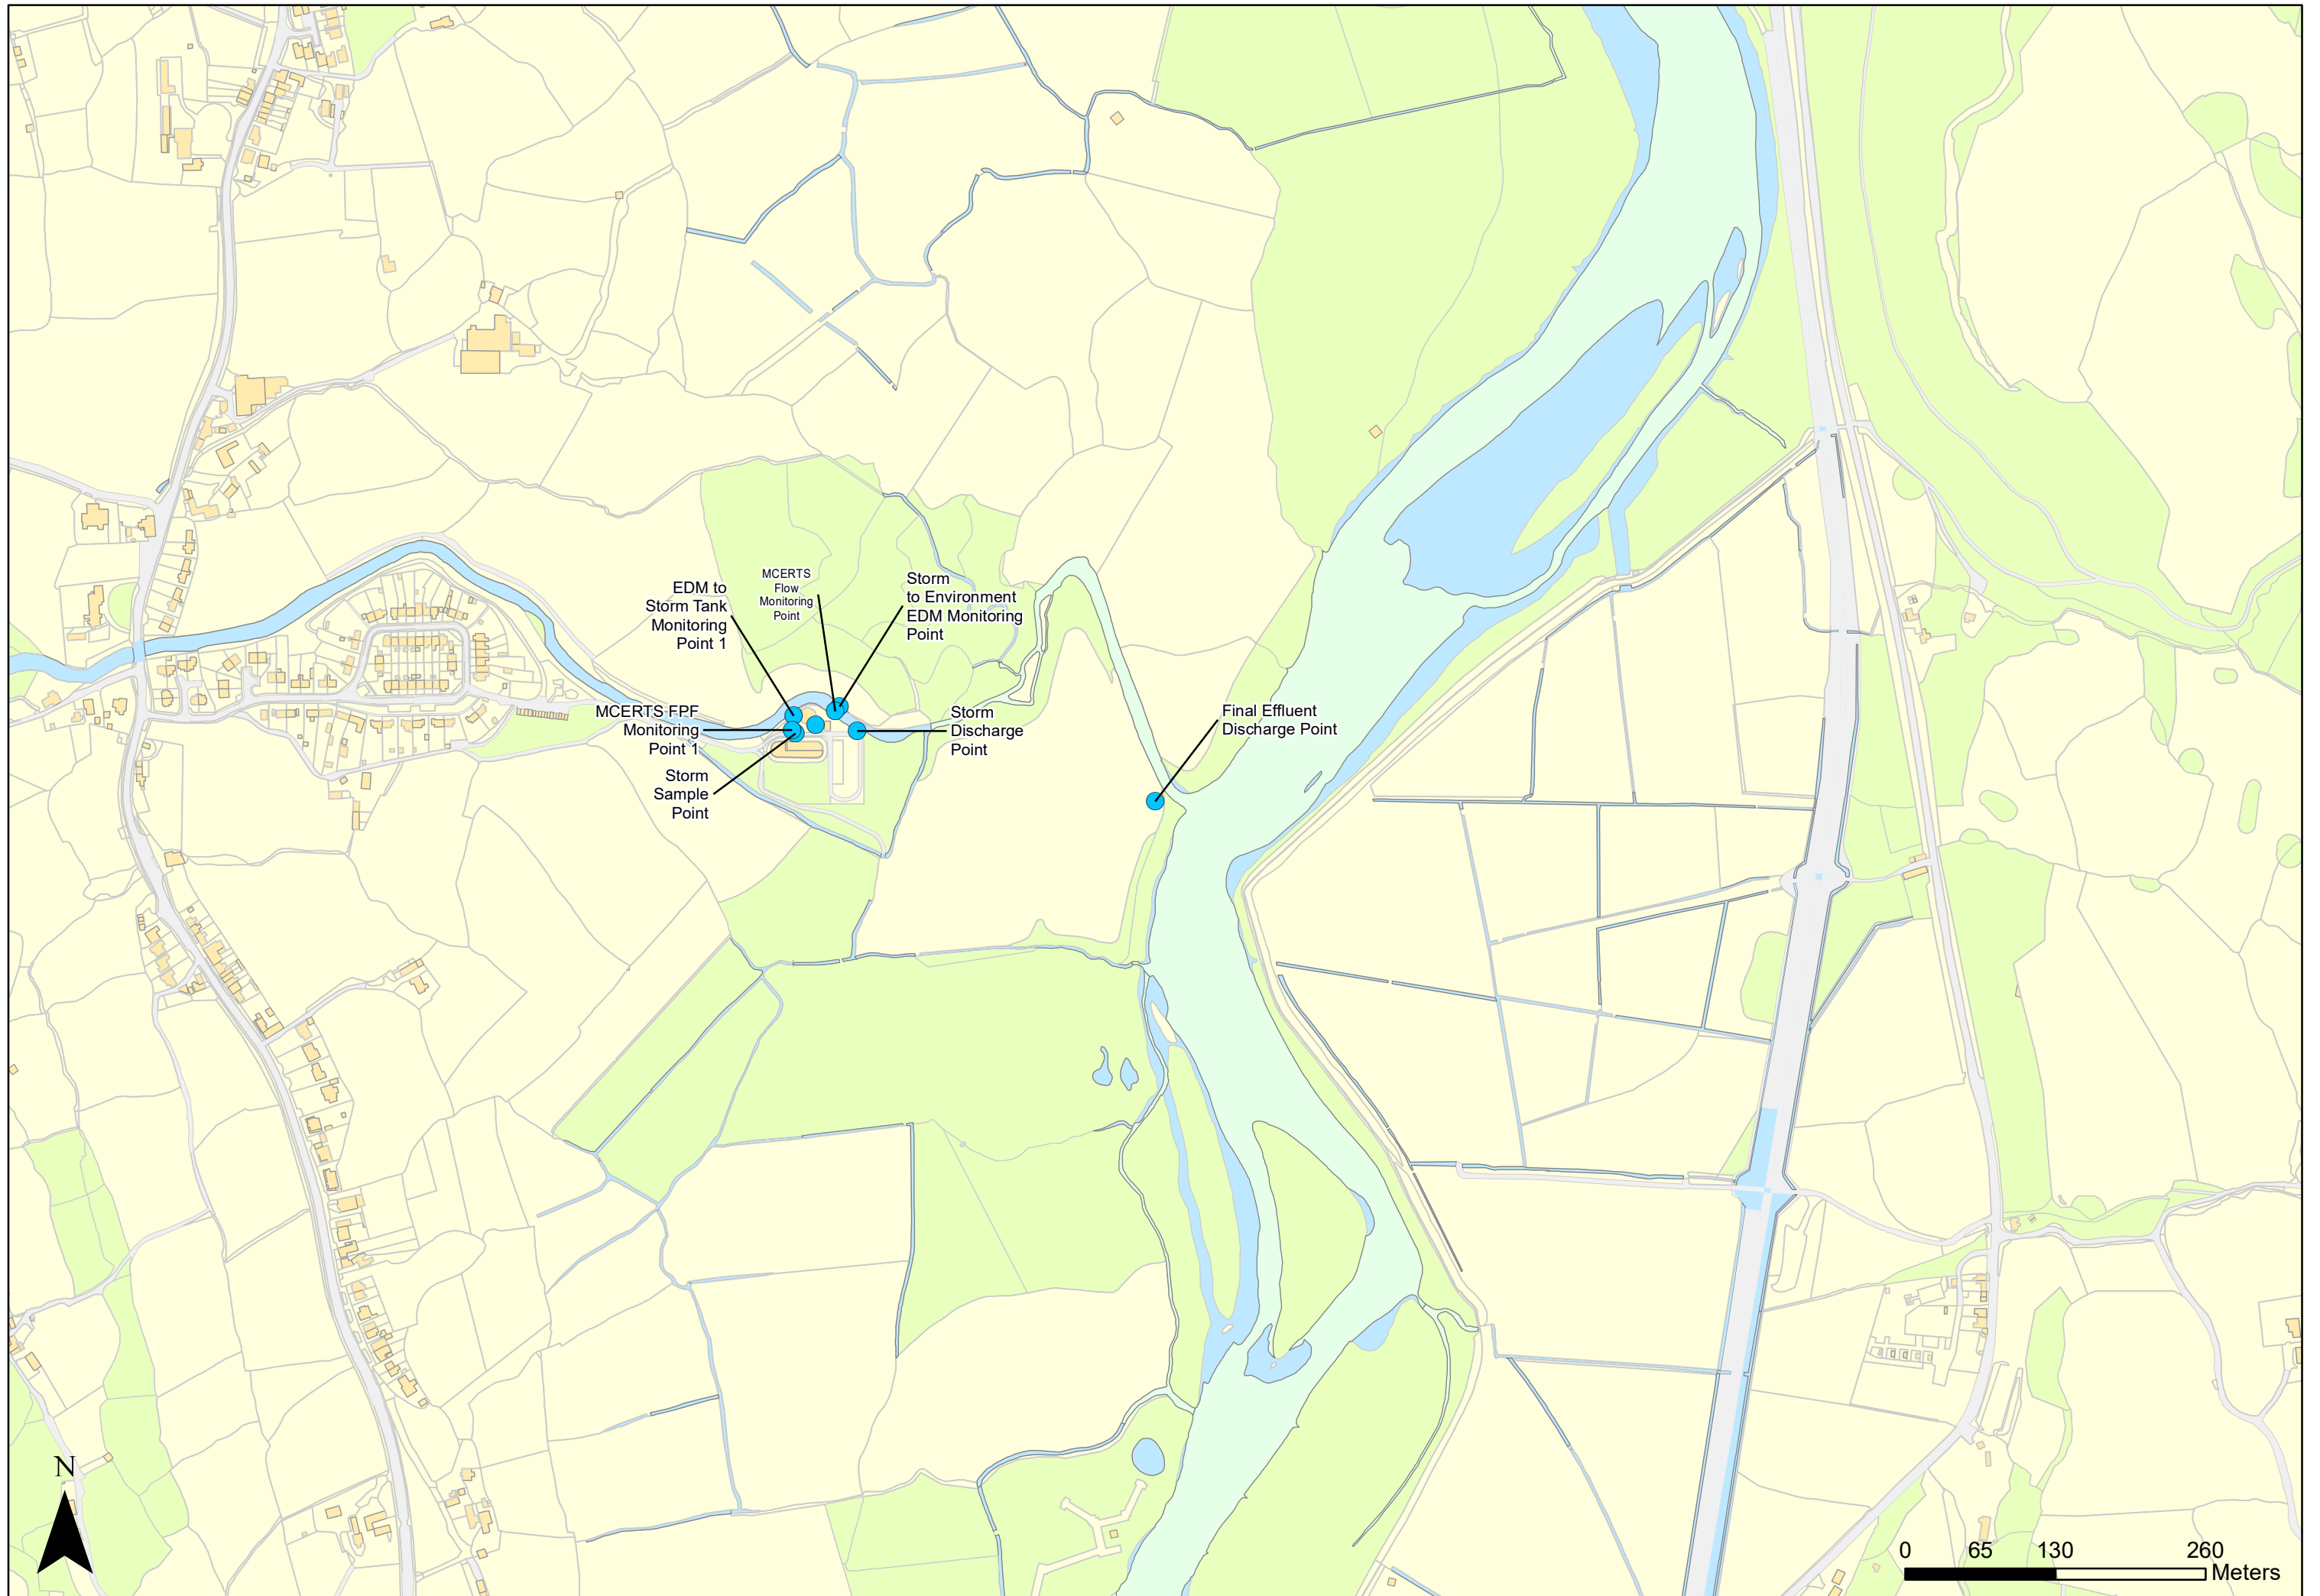 EDM to
Storm Tank
Monitoring
Point 1
MCERTS
Flow
Monitoring
Point
Storm
to Environment
EDM Monitoring
Point
MCERTS FPF
Monitoring
Point 1
Storm
Sample
Point
Storm
Discharge
Point
Final Effluent
Discharge Point
N
0 65 130 260
Meters